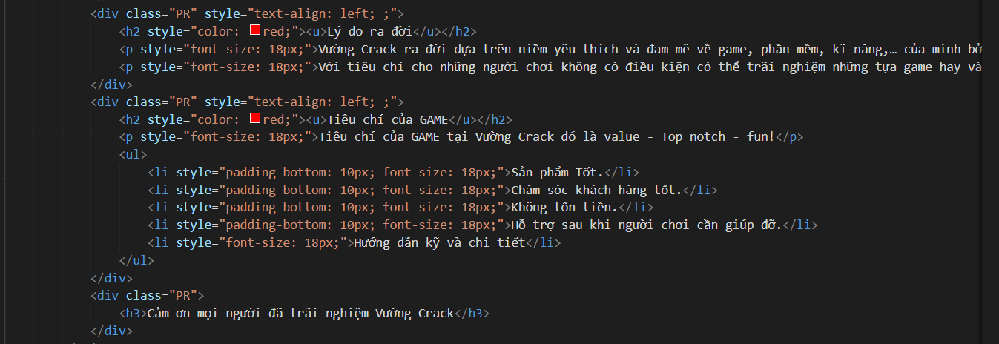 <div class="PR" style="text-align: left; ;">
<h2 style="color: red;"><u>Lý do ra đời</u></h2>
<p style="font-size: 18px;">Vường Crack ra đời dựa trên niềm yêu thích và đam mê về game, phần mềm, kĩ năng,… của mình bở
<p style="font-size: 18px;">Với tiêu chí cho những người chơi không có điều kiện có thể trãi nghiệm những tựa game hay và
</div>
<div class="PR" style="text-align: left; ;">
<h2 style="color: red;"><u>Tiêu chí của GAME</u></h2>
<p style="font-size: 18px;">Tiêu chí của GAME tại Vường Crack đó là value - Top notch - fun!</p>
<ul>
<li style="padding-bottom: 10px; font-size: 18px;">Sản phẩm Tốt.</li>
<li style="padding-bottom: 10px; font-size: 18px;">Chăm sóc khách hàng tốt.</li>
<li style="padding-bottom: 10px; font-size: 18px;">Không tốn tiền.</li>
<li style="padding-bottom: 10px; font-size: 18px;">Hỗ trợ sau khi người chơi cần giúp đỡ.</li>
<li style="font-size: 18px;">Hướng dẫn kỹ và chi tiết</li>
</ul>
</div>
<div class="PR">
<h3>Cảm ơn mọi người đã trãi nghiệm Vường Crack</h3>
</div>